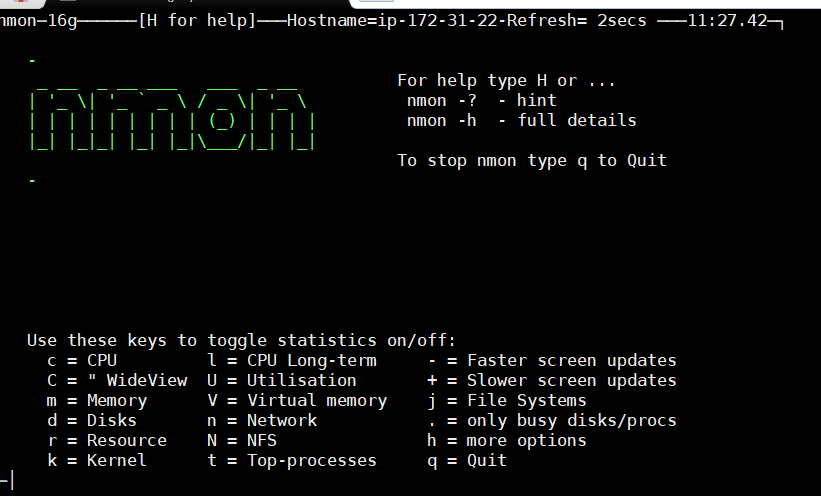 nmon-16g──────[H for help]───Hostname=ip-172-31-22-Refresh= 2secs ───11:27.42─┐
nmon
For help type H or ...
nmon -? - hint
nmon -h - full details
To stop nmon type q to Quit
Use these keys to toggle statistics on/off:
c = CPU l = CPU Long-term - = Faster screen updates
C = " WideView U = Utilisation + = Slower screen updates
m = Memory V = Virtual memory j = File Systems
d = Disks n = Network . = only busy disks/procs
r = Resource N = NFS h = more options
k = Kernel t = Top-processes q = Quit